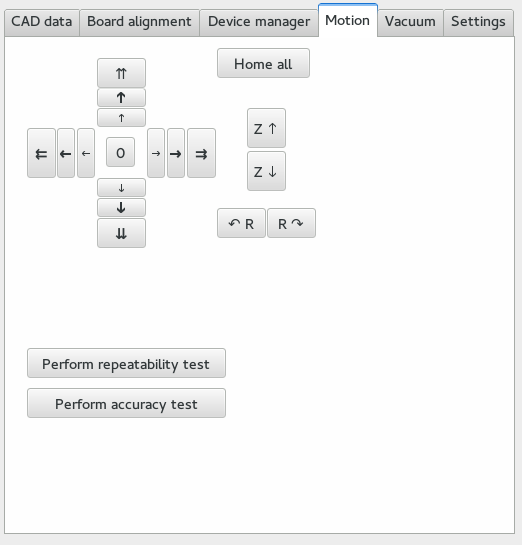 CAD data Board alignment Device manager Motion Vacuum Settings
Home all
⇈
↑
↑
⇇ ← ← 0 → → ⇉
↓
↓
⇊
Z ↑
Z ↓
↶ R R ↷
Perform repeatability test
Perform accuracy test